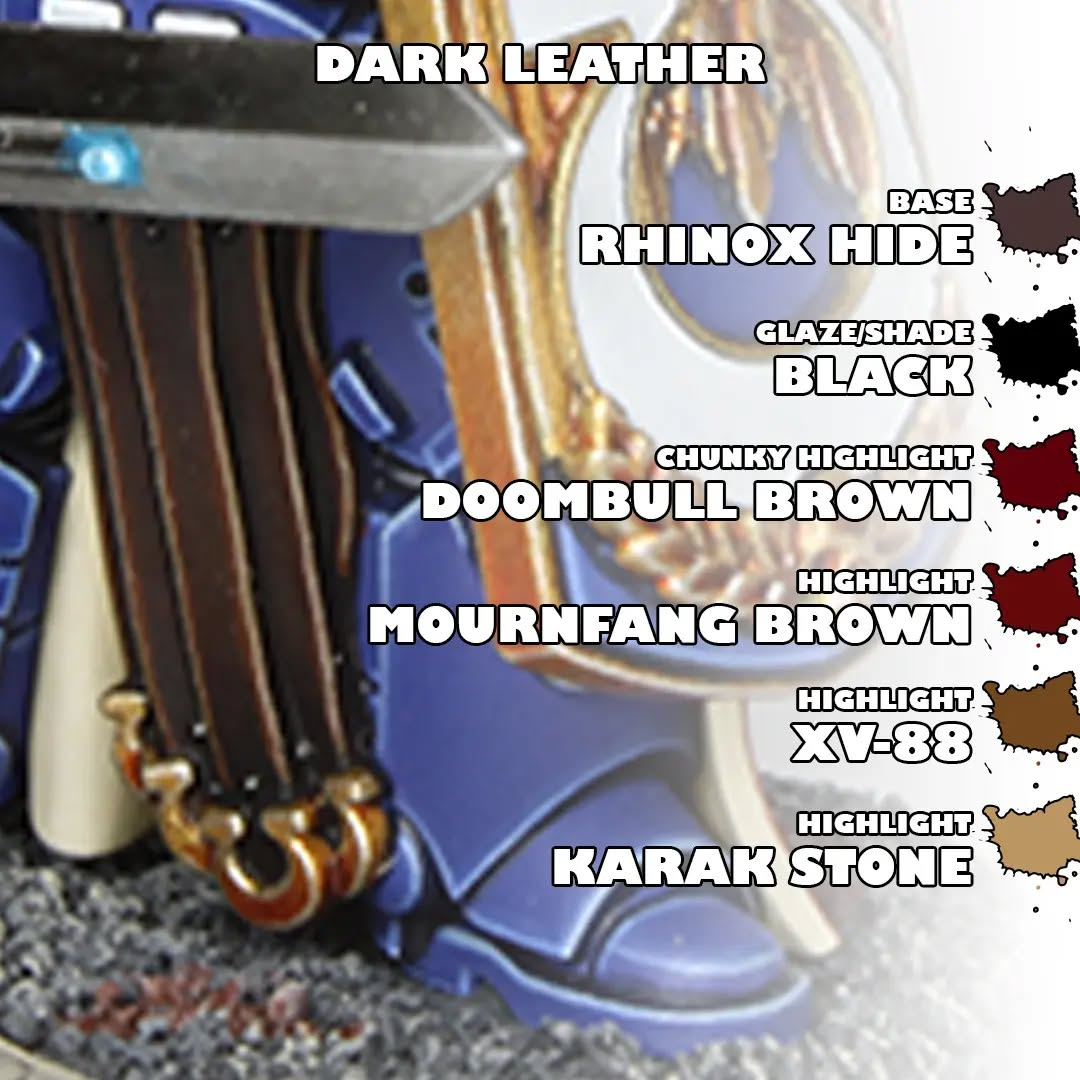 DARK LEATHER
BASE
RHINOX HIDE
GLAZE/SHADE
BLACK
CHUNKY HIGHLIGHT
DOOMBULL BROWN
HIGHLIGHT
MOURNFANG BROWN
HIGHLIGHT
XV-88
HIGHLIGHT
KARAK STONE